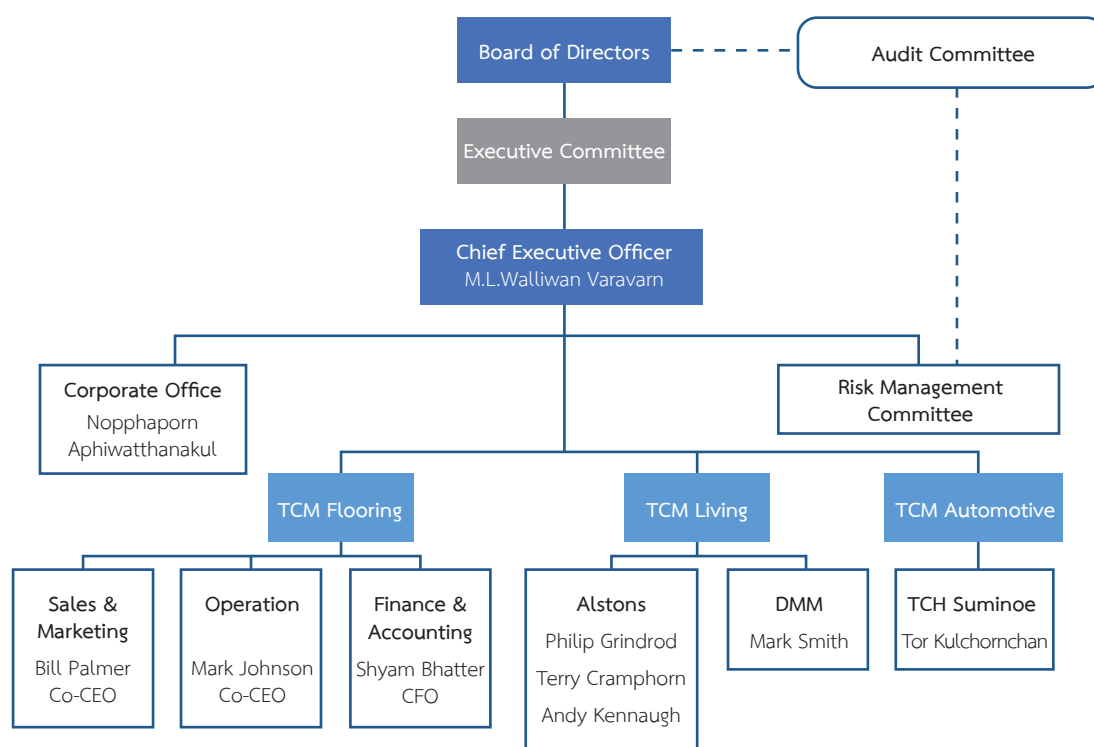 Board of Directors
Audit Committee
Executive Committee
Chief Executive Officer
M.L.Walliwan Varavarn
Corporate Office
Nopphaporn
Aphiwatthanakul
Risk Management
Committee
TCM Flooring
TCM Living
TCM Automotive
Sales &
Marketing
Bill Palmer
Co-CEO
Operation
Mark Johnson
Co-CEO
Finance &
Accounting
Shyam Bhatter
CFO
Alstons
Philip Grindrod
Terry Cramphorn
Andy Kennaugh
DMM
Mark Smith
TCH Suminoe
Tor Kulchornchan